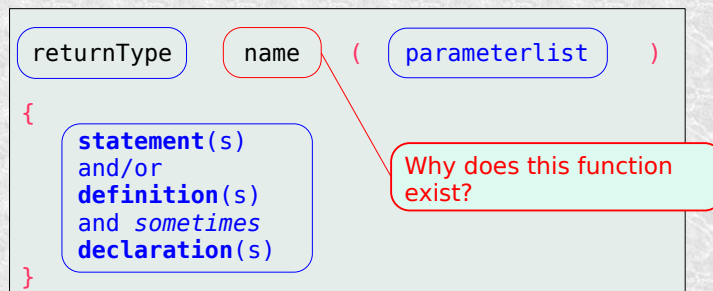 returnType name ( parameterlist )
{
statement(s)
and/or
definition(s)
and sometimes
declaration(s)
}
Why does this function
exist?